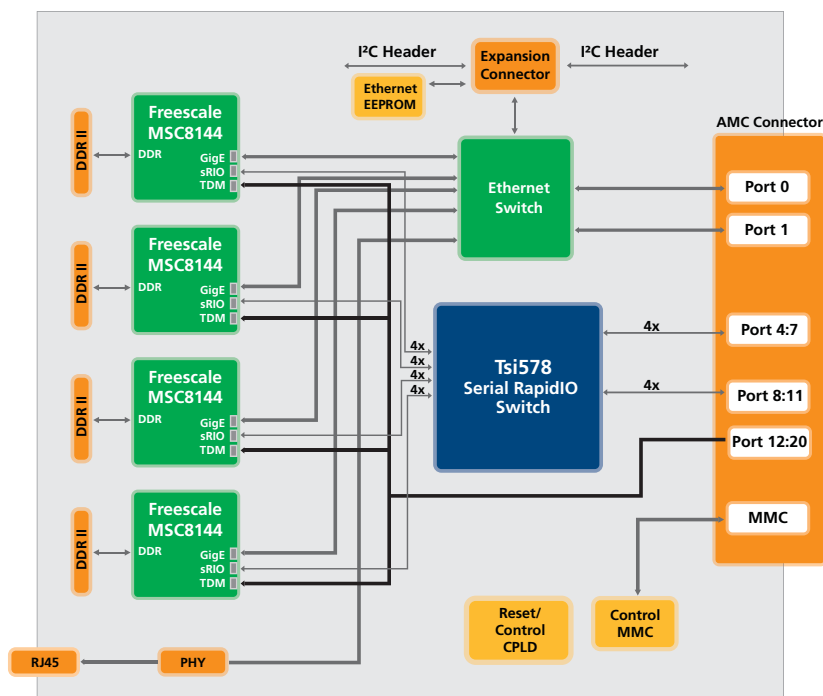 I²C Header
Expansion
Connector
I²C Header
Ethernet
EEPROM
AMC Connector
DDR II
Freescale
MSC8144
DDR
GigE
sRIO
TDM
Ethernet
Switch
Port 0
Port 1
DDR II
Freescale
MSC8144
DDR
GigE
sRIO
TDM
4x
4x
4x
4x
Tsi578
Serial RapidIO
Switch
4x
4x
Port 4:7
Port 8:11
Port 12:20
MMC
DDR II
Freescale
MSC8144
DDR
GigE
sRIO
TDM
DDR II
Freescale
MSC8144
DDR
GigE
sRIO
TDM
Reset/
Control
CPLD
Control
MMC
RJ45
PHY